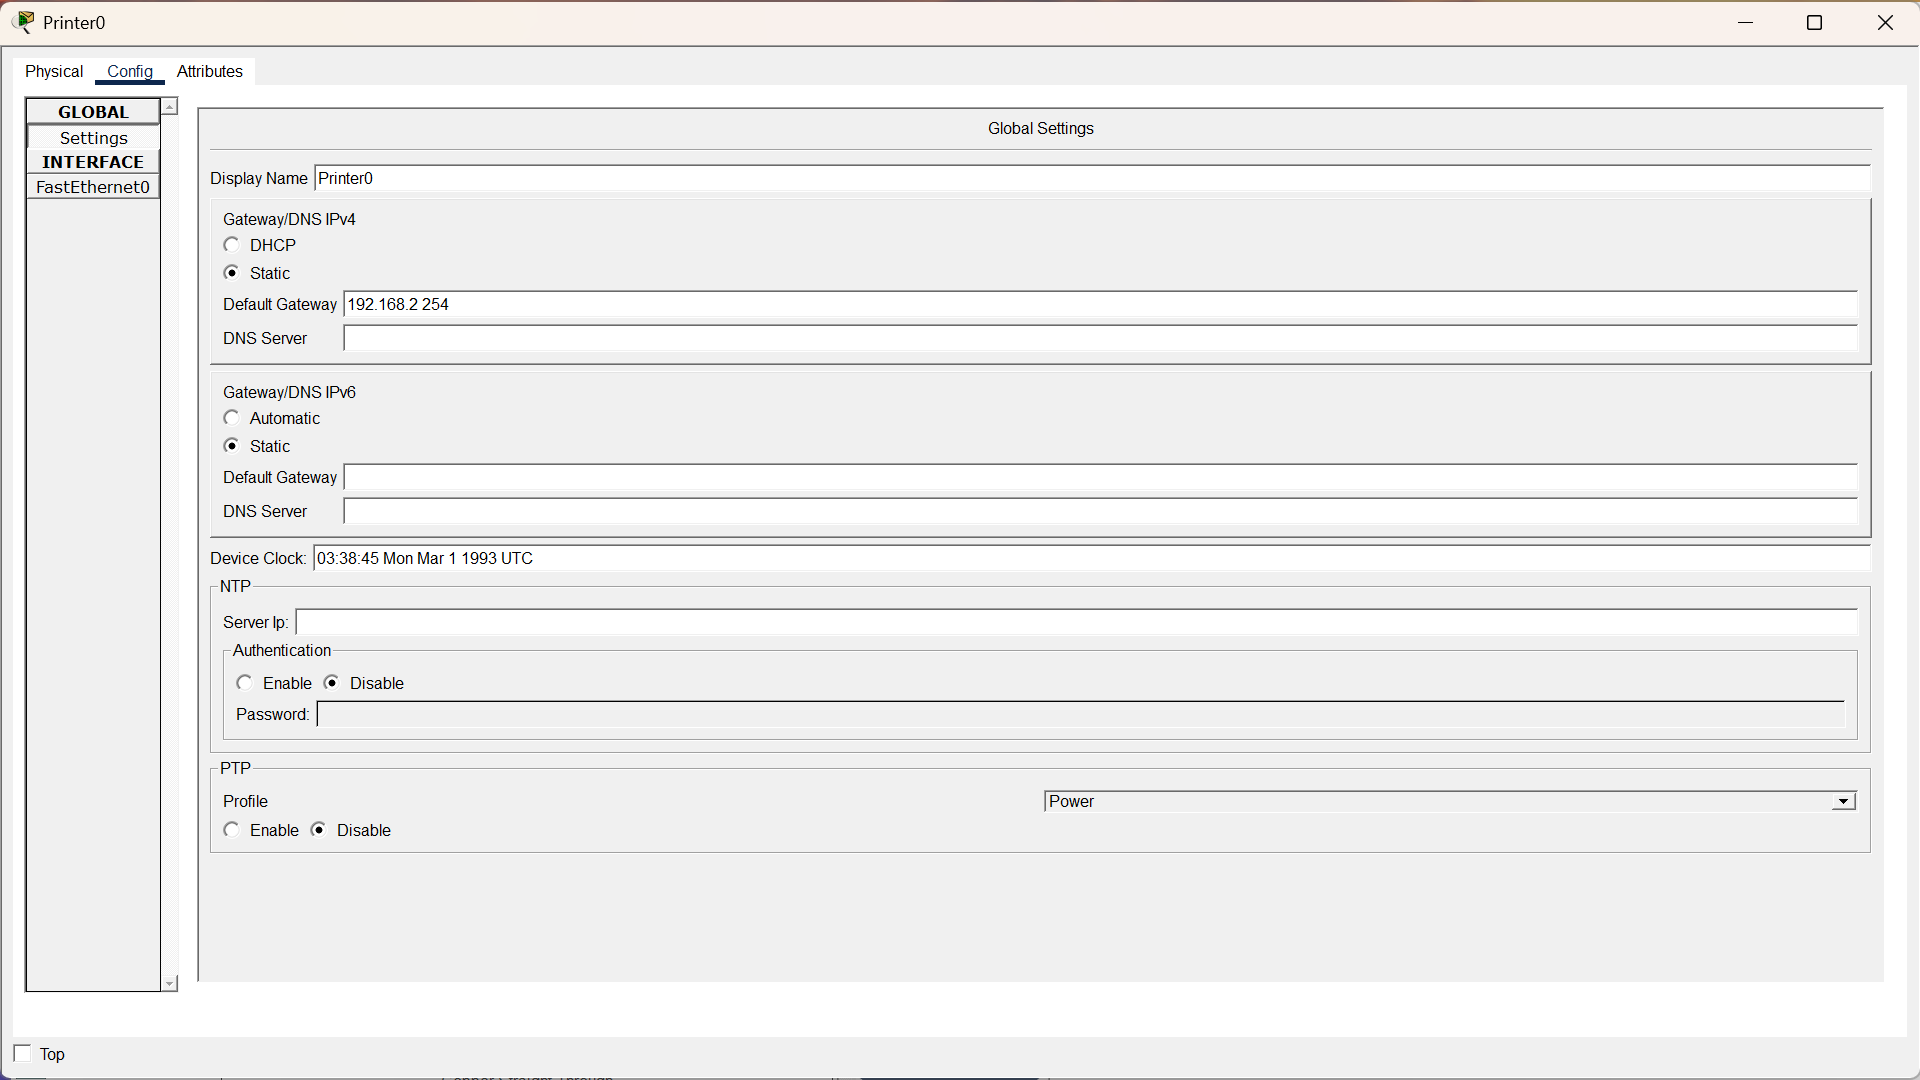 Printer0
Physical Config Attributes
GLOBAL
Settings
INTERFACE
FastEthernet0
Global Settings
Display Name Printer0
Gateway/DNS IPv4
DHCP
Static
Default Gateway 192.168.2 254
DNS Server
Gateway/DNS IPv6
Automatic
Static
Default Gateway
DNS Server
Device Clock: 03:38:45 Mon Mar 1 1993 UTC
NTP
Server Ip:
Authentication
Enable Disable
Password:
PTP
Profile Power
Enable Disable
Top